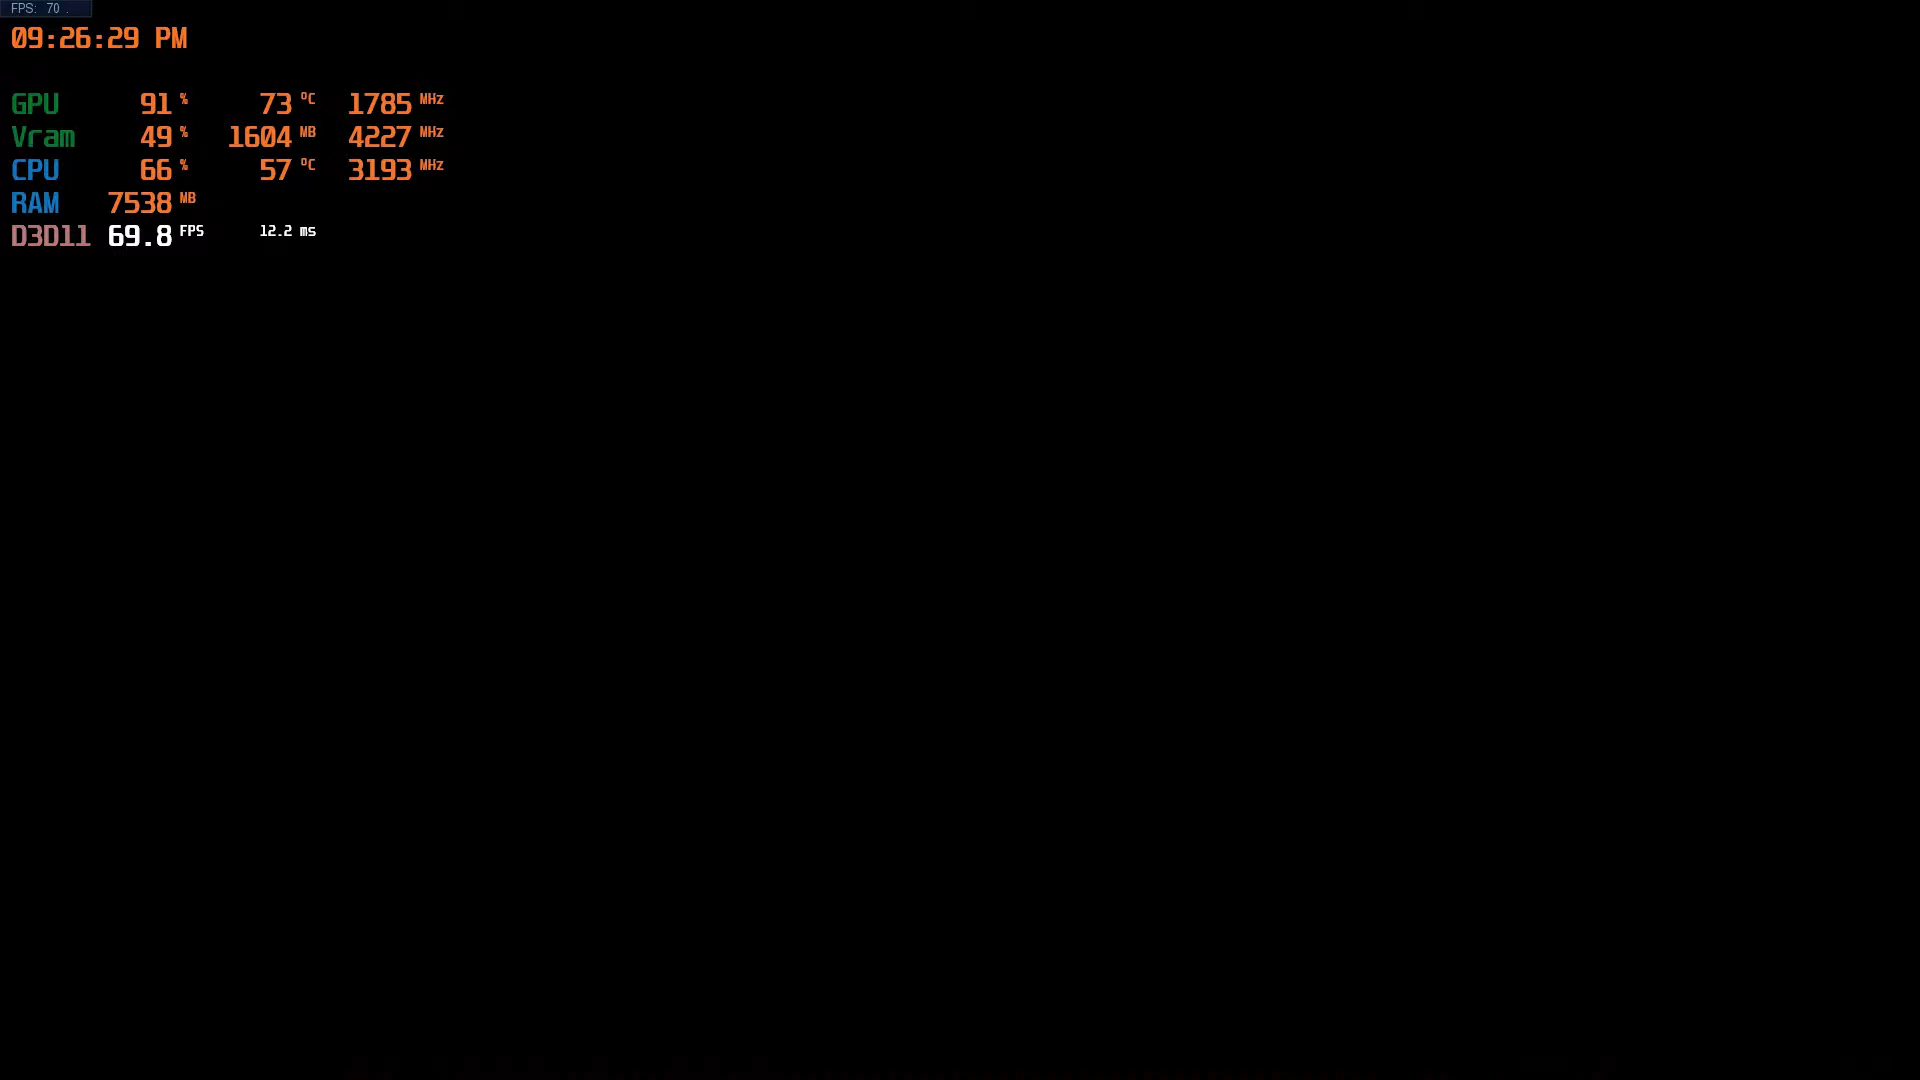 FPS: 70 .
09:26:29 PM
GPU 91 % 73 °C 1785 MHz
Vram 49 % 1604 MB 4227 MHz
CPU 66 % 57 °C 3193 MHz
RAM 7538 MB
D3D11 69.8 FPS 12.2 ms